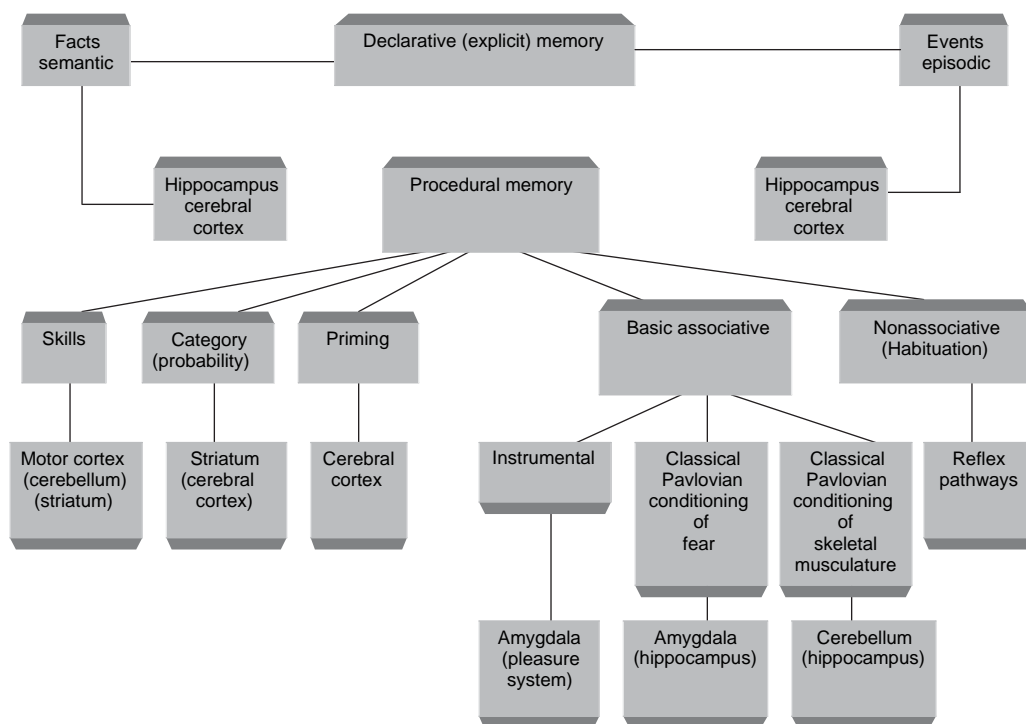 Facts
semantic
Declarative (explicit) memory
Events
episodic
Hippocampus
cerebral
cortex
Procedural memory
Hippocampus
cerebral
cortex
Skills
Category
(probability)
Priming
Basic associative
Nonassociative
(Habituation)
Motor cortex
(cerebellum)
(striatum)
Striatum
(cerebral
cortex)
Cerebral
cortex
Instrumental
Classical
Pavlovian
conditioning
of
fear
Classical
Pavlovian
conditioning
of
skeletal
musculature
Reflex
pathways
Amygdala
(pleasure
system)
Amygdala
(hippocampus)
Cerebellum
(hippocampus)